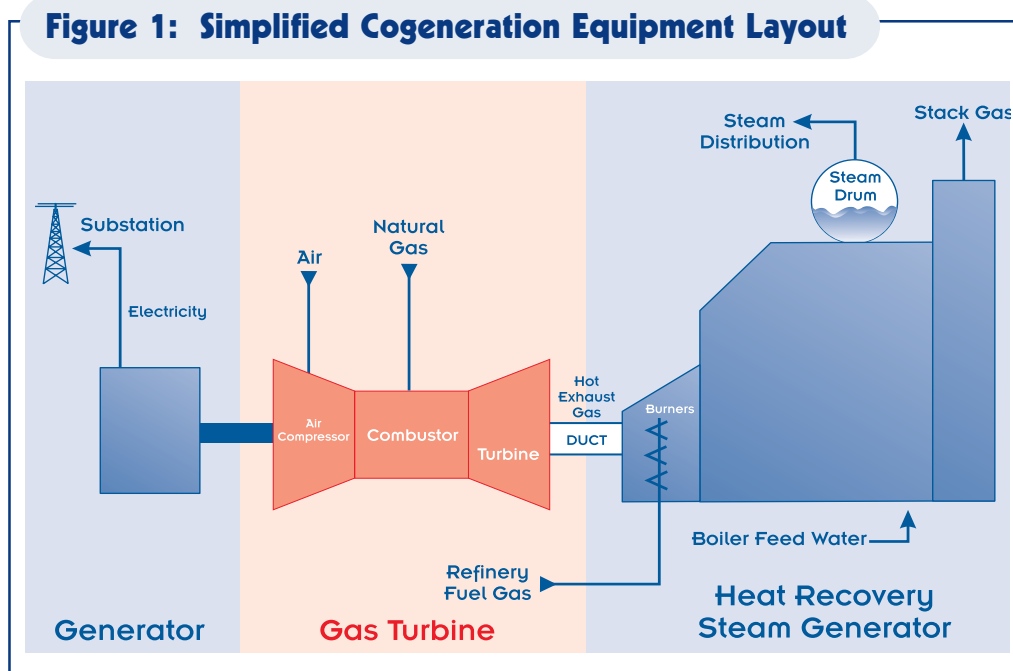 Figure 1:  Simplified Cogeneration Equipment Layout
Steam
Distribution
Stack Gas
Steam
Drum
Substation
Natural
Gas
Air
Electricity
Hot
Exhaust
Gas
Burners
Air
Compressor
Combustor
Turbine
DUCT
Boiler Feed Water
Refinery
Fuel Gas
Generator
Gas Turbine
Heat Recovery
Steam Generator